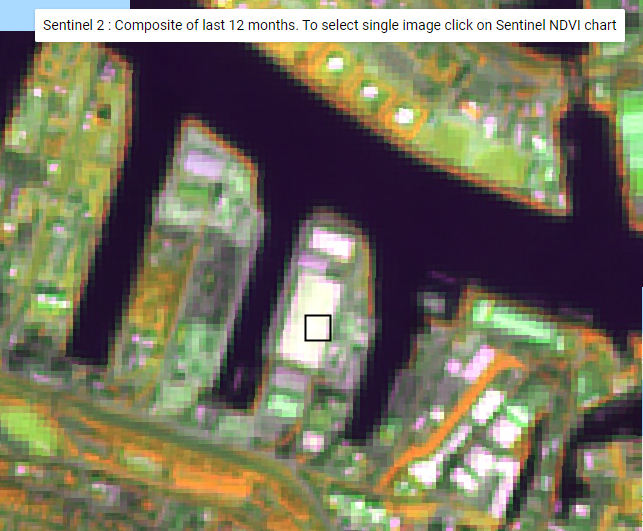 Sentinel 2 : Composite of last 12 months. To select single image click on Sentinel NDVI chart